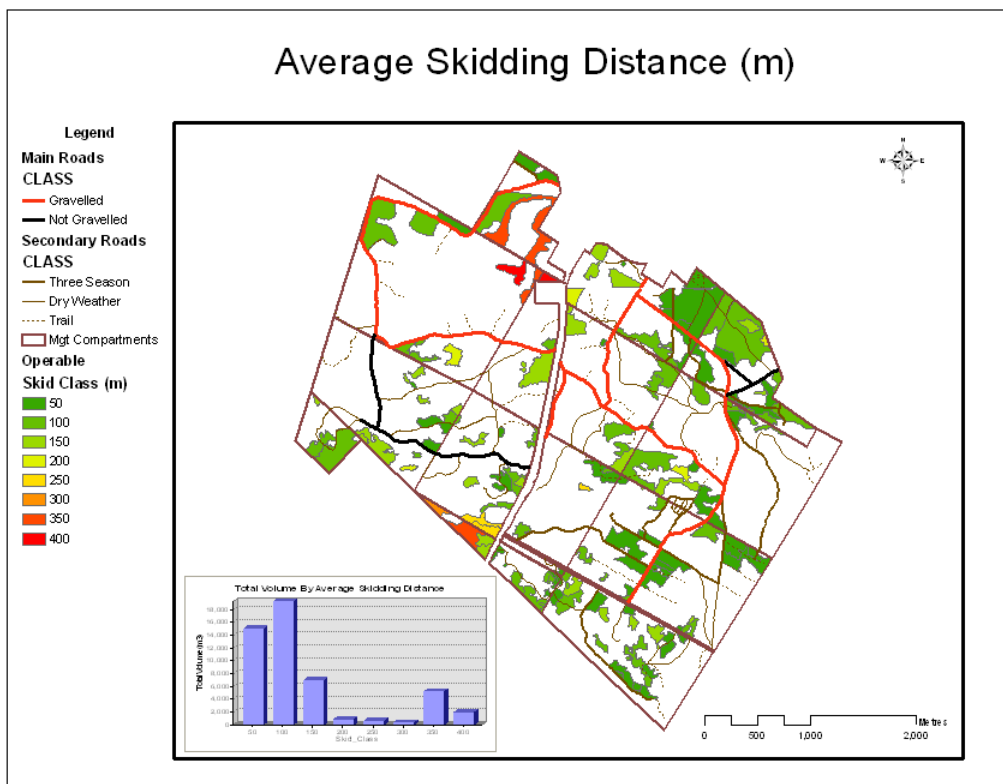 Average Skidding Distance (m)
Legend
Main Roads
CLASS
Gravelled
Not Gravelled
Secondary Roads
CLASS
Three Season
Dry Weather
Trail
Mgt Compartments
Operable
Skid Class (m)
50
100
150
200
250
300
350
400
N
W E
S
Total Volume By Average Skidding Distance
Total Volume (m3)
18,000
16,000
14,000
12,000
10,000
8,000
6,000
4,000
2,000
0
50 100 150 200 250 300 350 400
Skid_Class
Metres
0 500 1,000 2,000